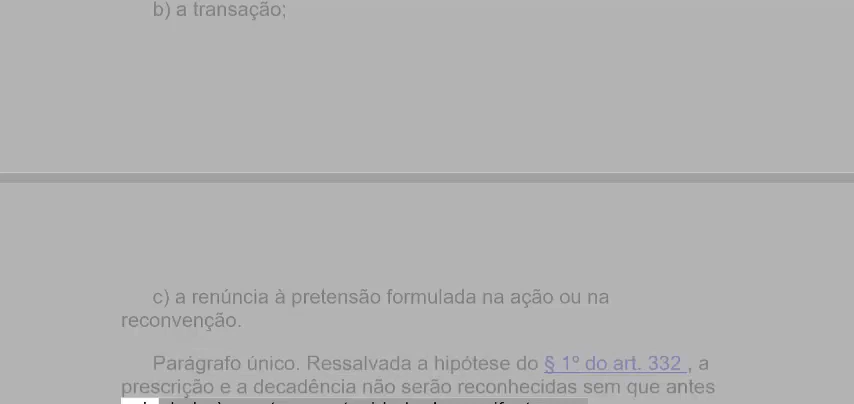 b) a transação;
c) a renúncia à pretensão formulada na ação ou na
reconvenção.
Parágrafo único. Ressalvada a hipótese do § 1º do art. 332 , a
prescrição e a decadência não serão reconhecidas sem que antes